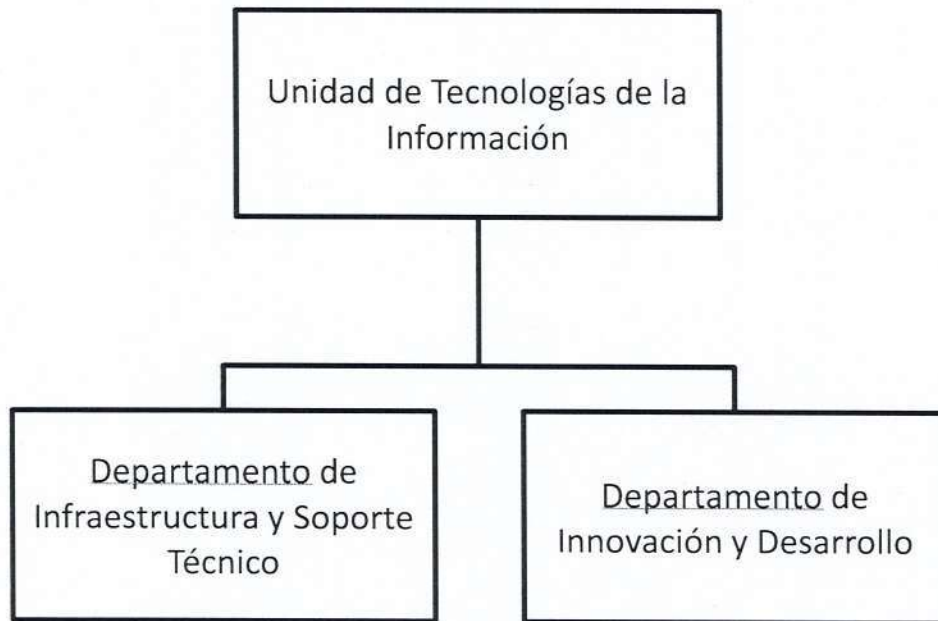 Unidad de Tecnologías de la
Información
Departamento de
Infraestructura y Soporte
Técnico
Departamento de
Innovación y Desarrollo